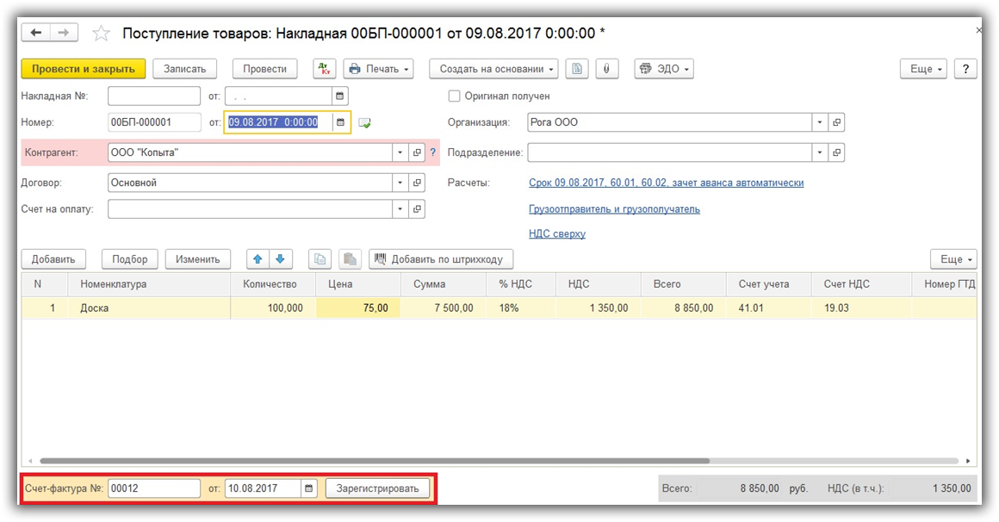 Поступление товаров: Накладная 00БП-000001 от 09.08.2017 0:00:00 *
Провести и закрыть Записать Провести Дт Кт Печать Создать на основании ЭДО Еще ?
Накладная №: от: . . Оригинал получен
Номер: 00БП-000001 от: 09.08.2017 0:00:00 Организация: Рога ООО
Контрагент: ООО "Копыта" ? Подразделение:
Договор: Основной Расчеты: Срок 09.08.2017, 60.01, 60.02, зачет аванса автоматически
Счет на оплату: Грузоотправитель и грузополучатель
НДС сверху
Добавить Подбор Изменить Добавить по штрихкоду Еще
N Номенклатура Количество Цена Сумма % НДС НДС Всего Счет учета Счет НДС Номер ГТД
1 Доска 100,000 75,00 7 500,00 18% 1 350,00 8 850,00 41.01 19.03
Счет-фактура №: 00012 от: 10.08.2017 Зарегистрировать Всего: 8 850,00 руб. НДС (в т.ч.): 1 350,00